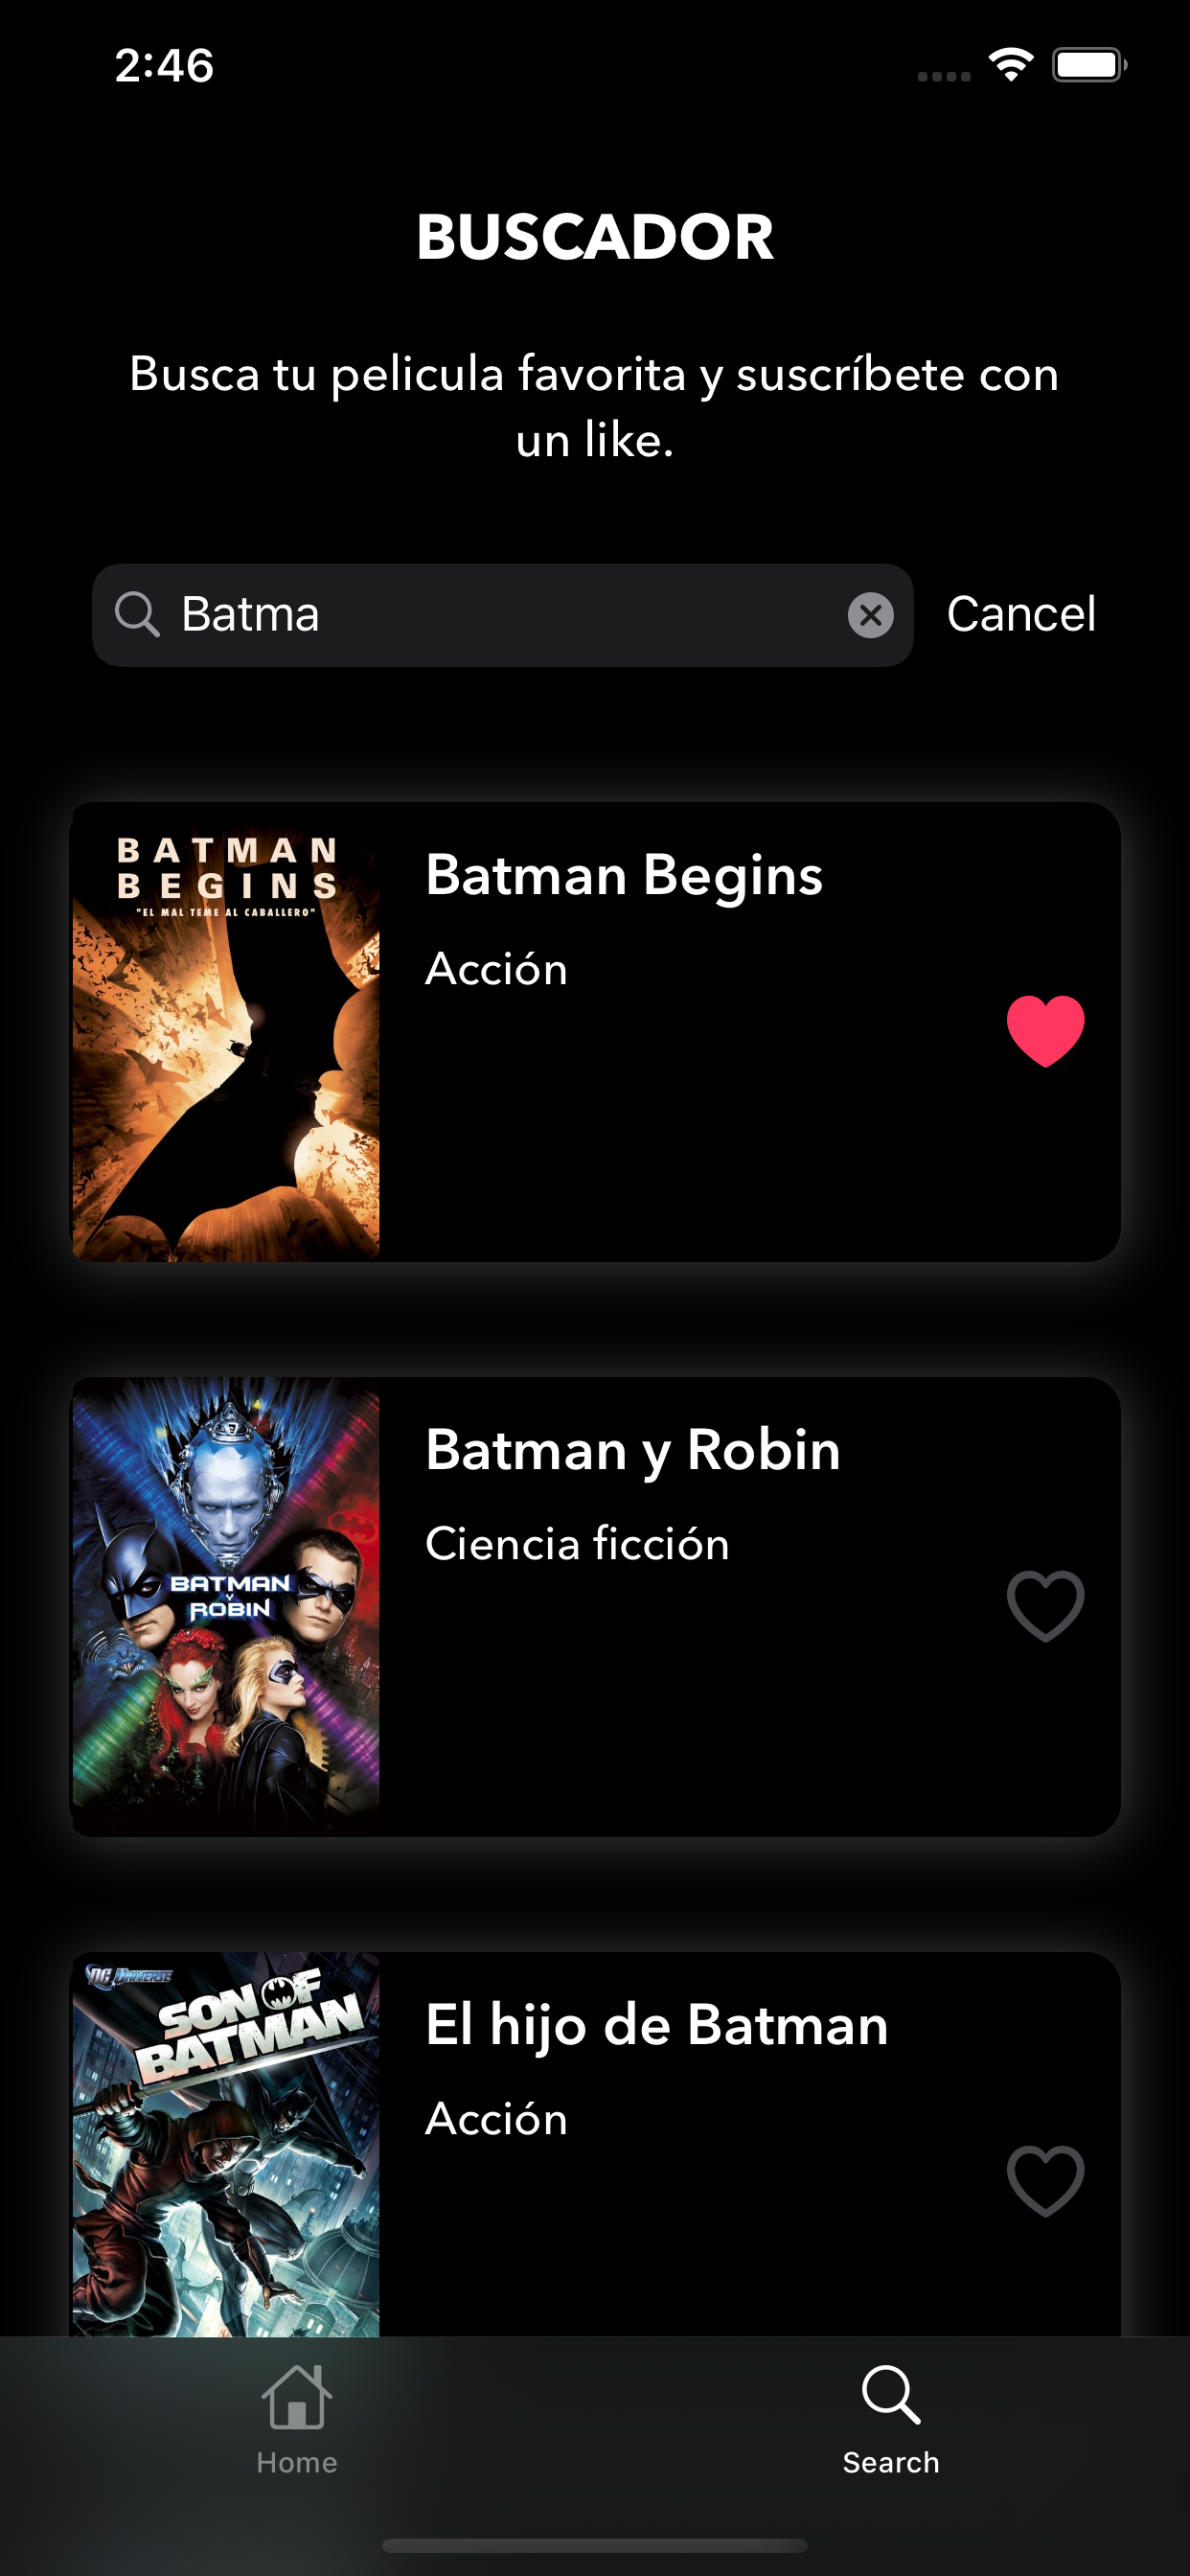 2:46
BUSCADOR
Busca tu pelicula favorita y suscríbete con
un like.
Batma
Cancel
BATMAN
BEGINS
"EL MAL TEME AL CABALLERO"
Batman Begins
Acción
BATMAN
Y
ROBIN
Batman y Robin
Ciencia ficción
DC UNIVERSE
SON OF
BATMAN
El hijo de Batman
Acción
Home
Search